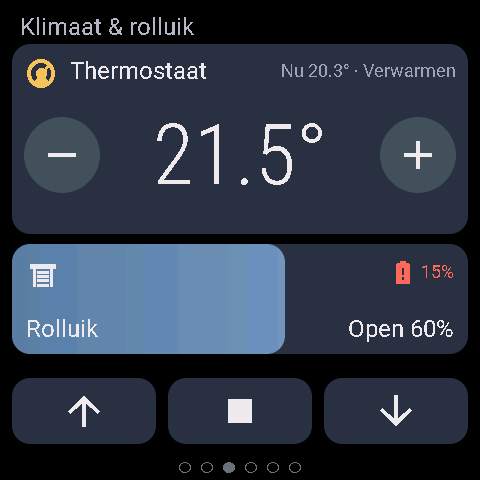 Klimaat & rolluik
Thermostaat
Nu 20.3° · Verwarmen
21.5°
15%
Rolluik
Open 60%